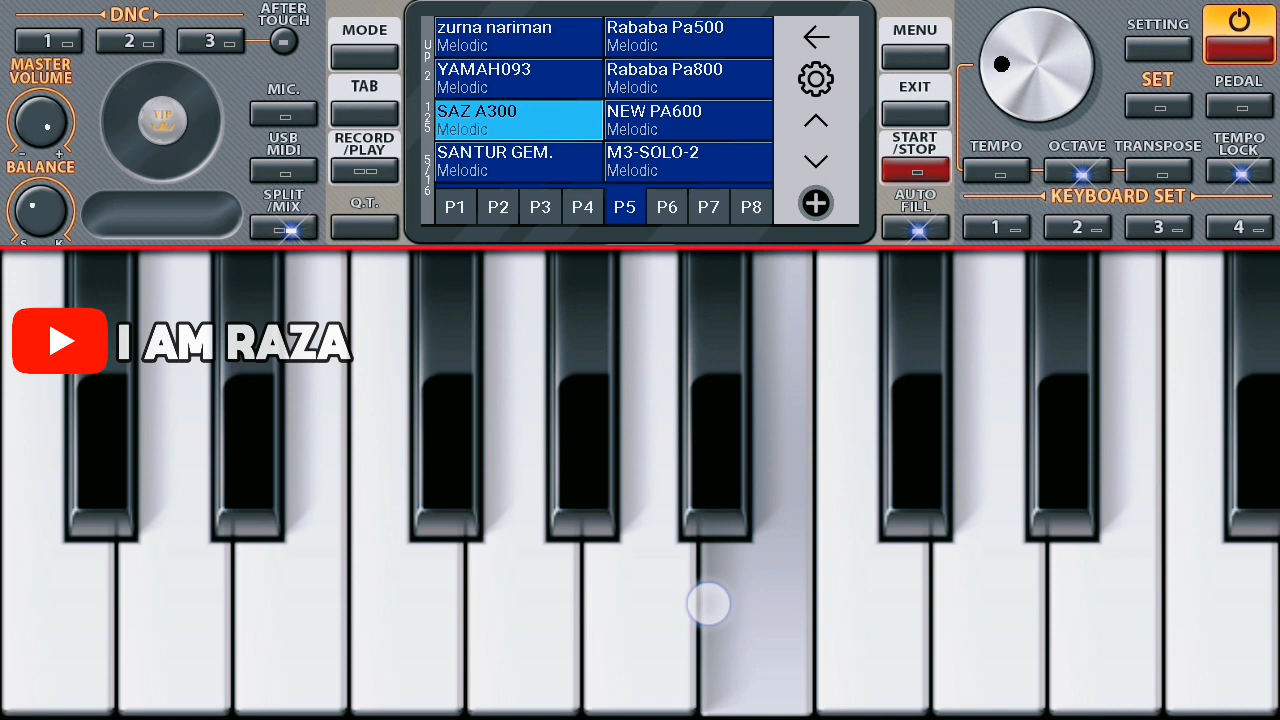 DNC
AFTER TOUCH
1 2 3
MASTER VOLUME
BALANCE
S K
VIP
MIC.
USB MIDI
SPLIT /MIX
MODE
TAB
RECORD /PLAY
Q.T.
zurna nariman
Melodic
Rababa Pa500
Melodic
YAMAH093
Melodic
Rababa Pa800
Melodic
SAZ A300
Melodic
NEW PA600
Melodic
SANTUR GEM.
Melodic
M3-SOLO-2
Melodic
P1 P2 P3 P4 P5 P6 P7 P8
MENU
EXIT
START /STOP
AUTO FILL
SETTING
SET
PEDAL
TEMPO
OCTAVE
TRANSPOSE
TEMPO LOCK
KEYBOARD SET
1 2 3 4
I AM RAZA